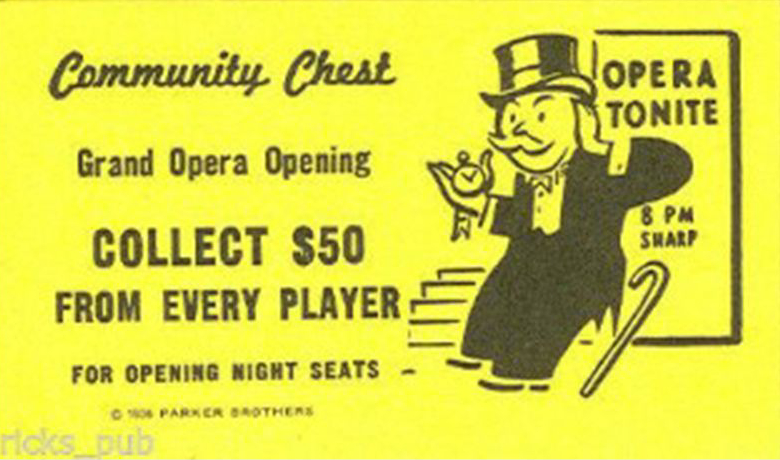 Community Chest
Grand Opera Opening
COLLECT $50
FROM EVERY PLAYER
FOR OPENING NIGHT SEATS
© 1936 PARKER BROTHERS
OPERA
TONITE
8 PM
SHARP
ricks_pub